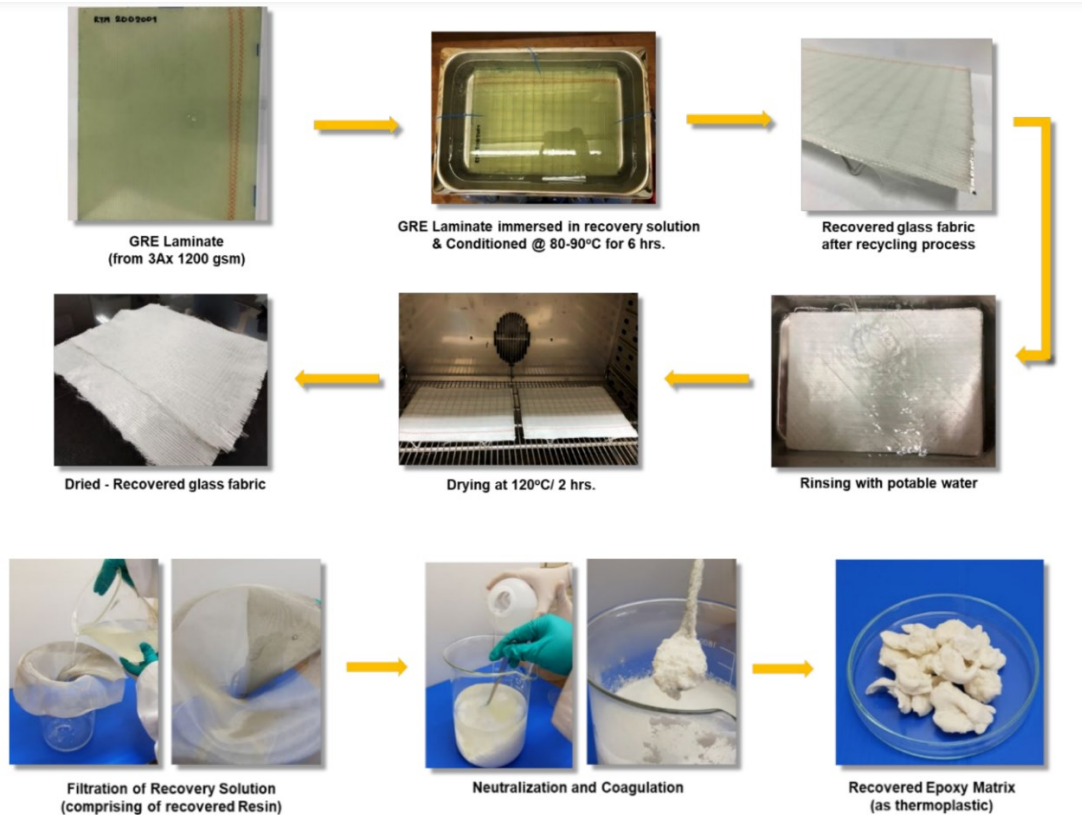 RTM RDD2009
GRE Laminate
(from 3Ax 1200 gsm)
GRE Laminate immersed in recovery solution
& Conditioned @ 80-90°C for 6 hrs.
Recovered glass fabric
after recycling process
Dried - Recovered glass fabric
Drying at 120°C/ 2 hrs.
Rinsing with potable water
Filtration of Recovery Solution
(comprising of recovered Resin)
Neutralization and Coagulation
Recovered Epoxy Matrix
(as thermoplastic)